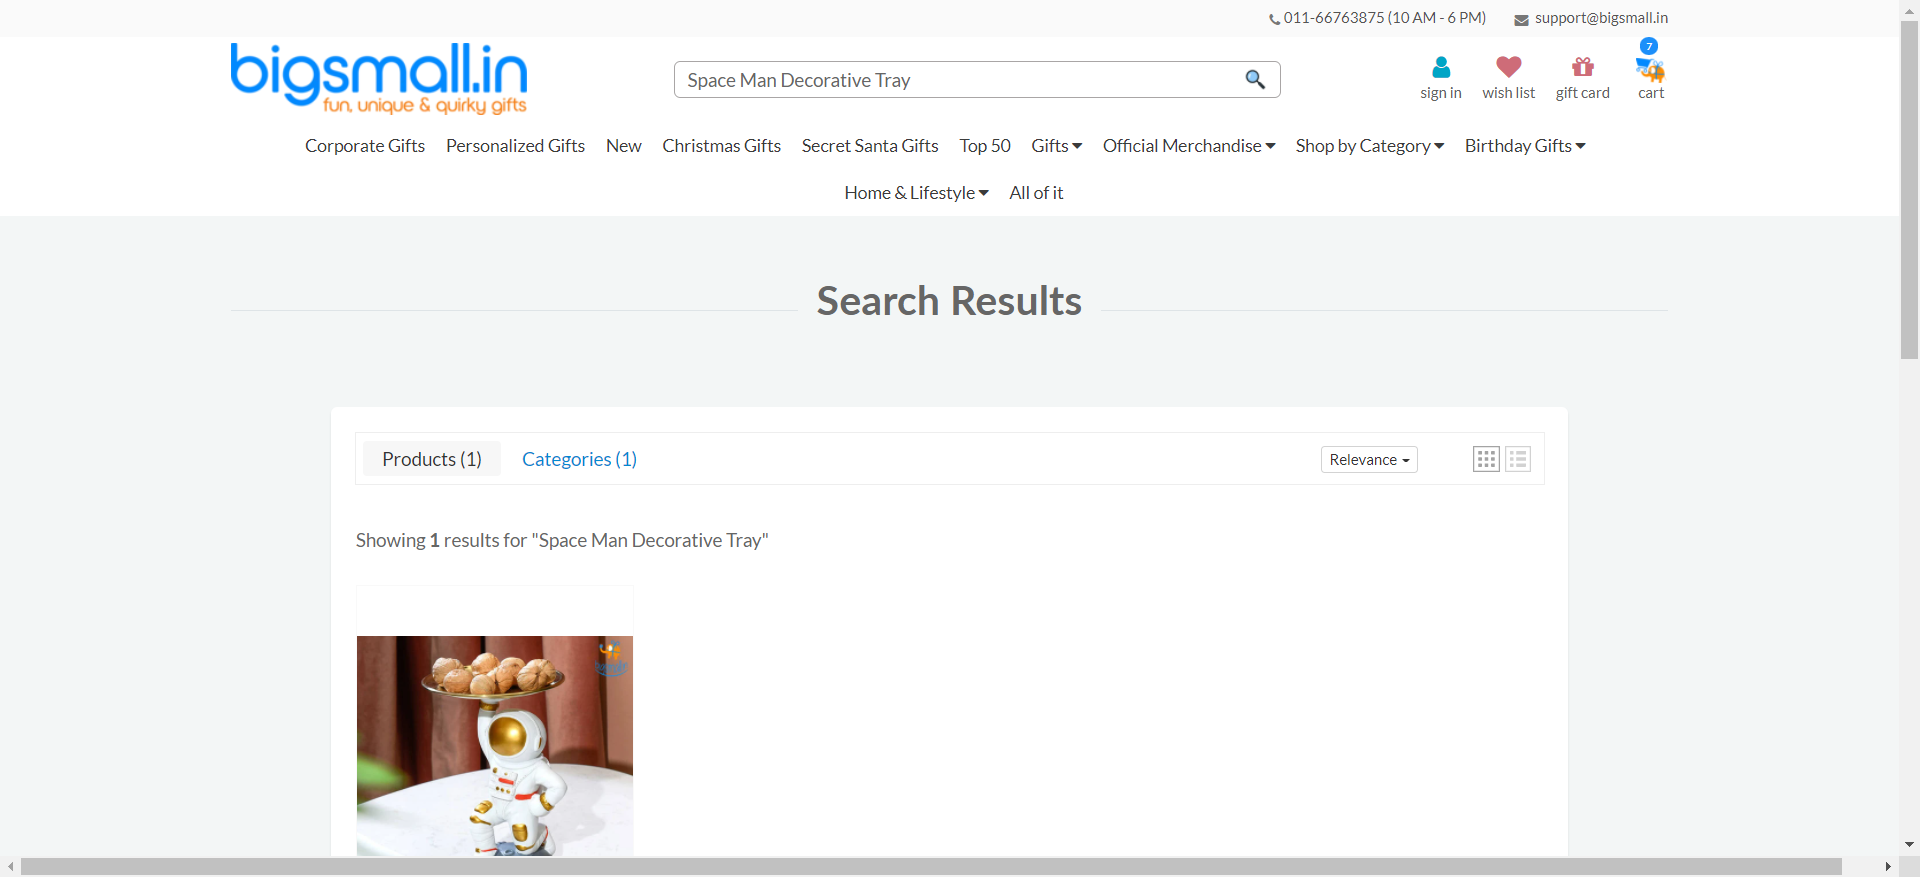 011-66763875 (10 AM - 6 PM)
support@bigsmall.in
bigsmall.in
fun, unique & quirky gifts
Space Man Decorative Tray
sign in
wish list
gift card
7
cart
Corporate Gifts
Personalized Gifts
New
Christmas Gifts
Secret Santa Gifts
Top 50
Gifts
Official Merchandise
Shop by Category
Birthday Gifts
Home & Lifestyle
All of it
Search Results
Products (1)
Categories (1)
Relevance
Showing 1 results for "Space Man Decorative Tray"